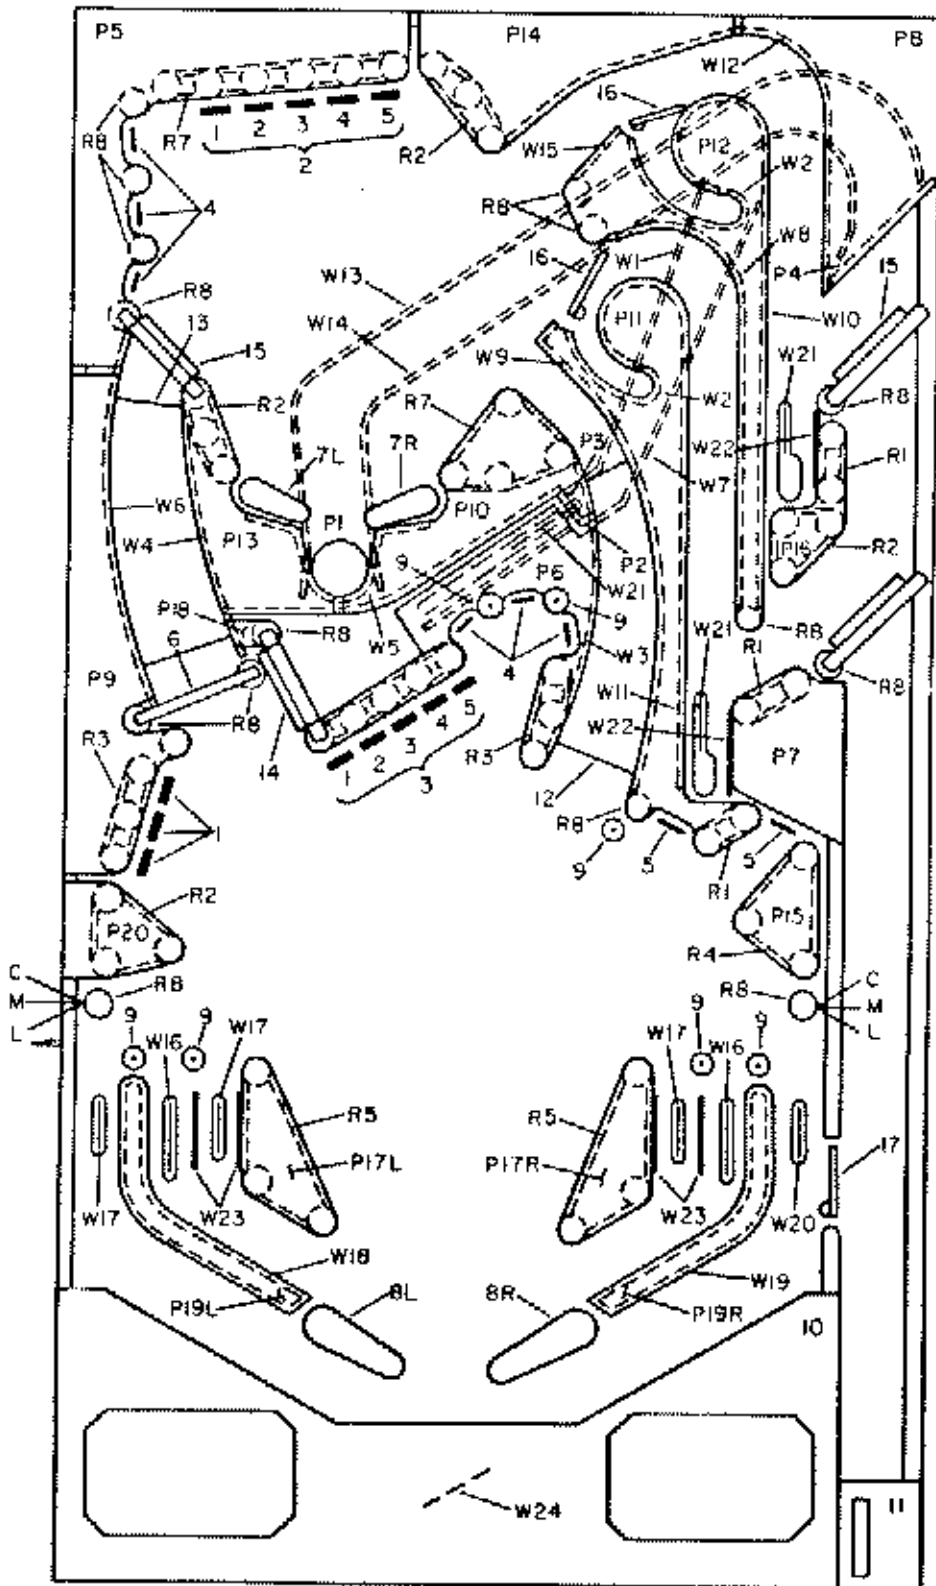 P5 P14 P8
W12
16
R8 R7 1 2 3 4 5 R2 W15 P12
2 W2
4 R8
W8
16 W1 P4
R8 W13 15
13 P11 W10
15 W14 W9 W21
R2 R7 W2 R8
7L 7R W22
P3 R1
W6 P1 W7
P13 P10
W4 P16 R2
9 P6 P2
P18 W21
R8 W5 9 R8
6 W21 R1
P9 4 W3
R8 5 W11 R8
R3 4 W22
14 3 R3 P7
2 12
1 3
1 R8
9 5 5
R2 R1
P20 P15
R4
C R8 R8 C
M M
L 9 9 W17 9 9 L
W16 W17 W16
R5 R5
17
P17L P17R
W17 W23 W23 W20
W18 W19
P19L 8L 8R P19R 10
W24 11